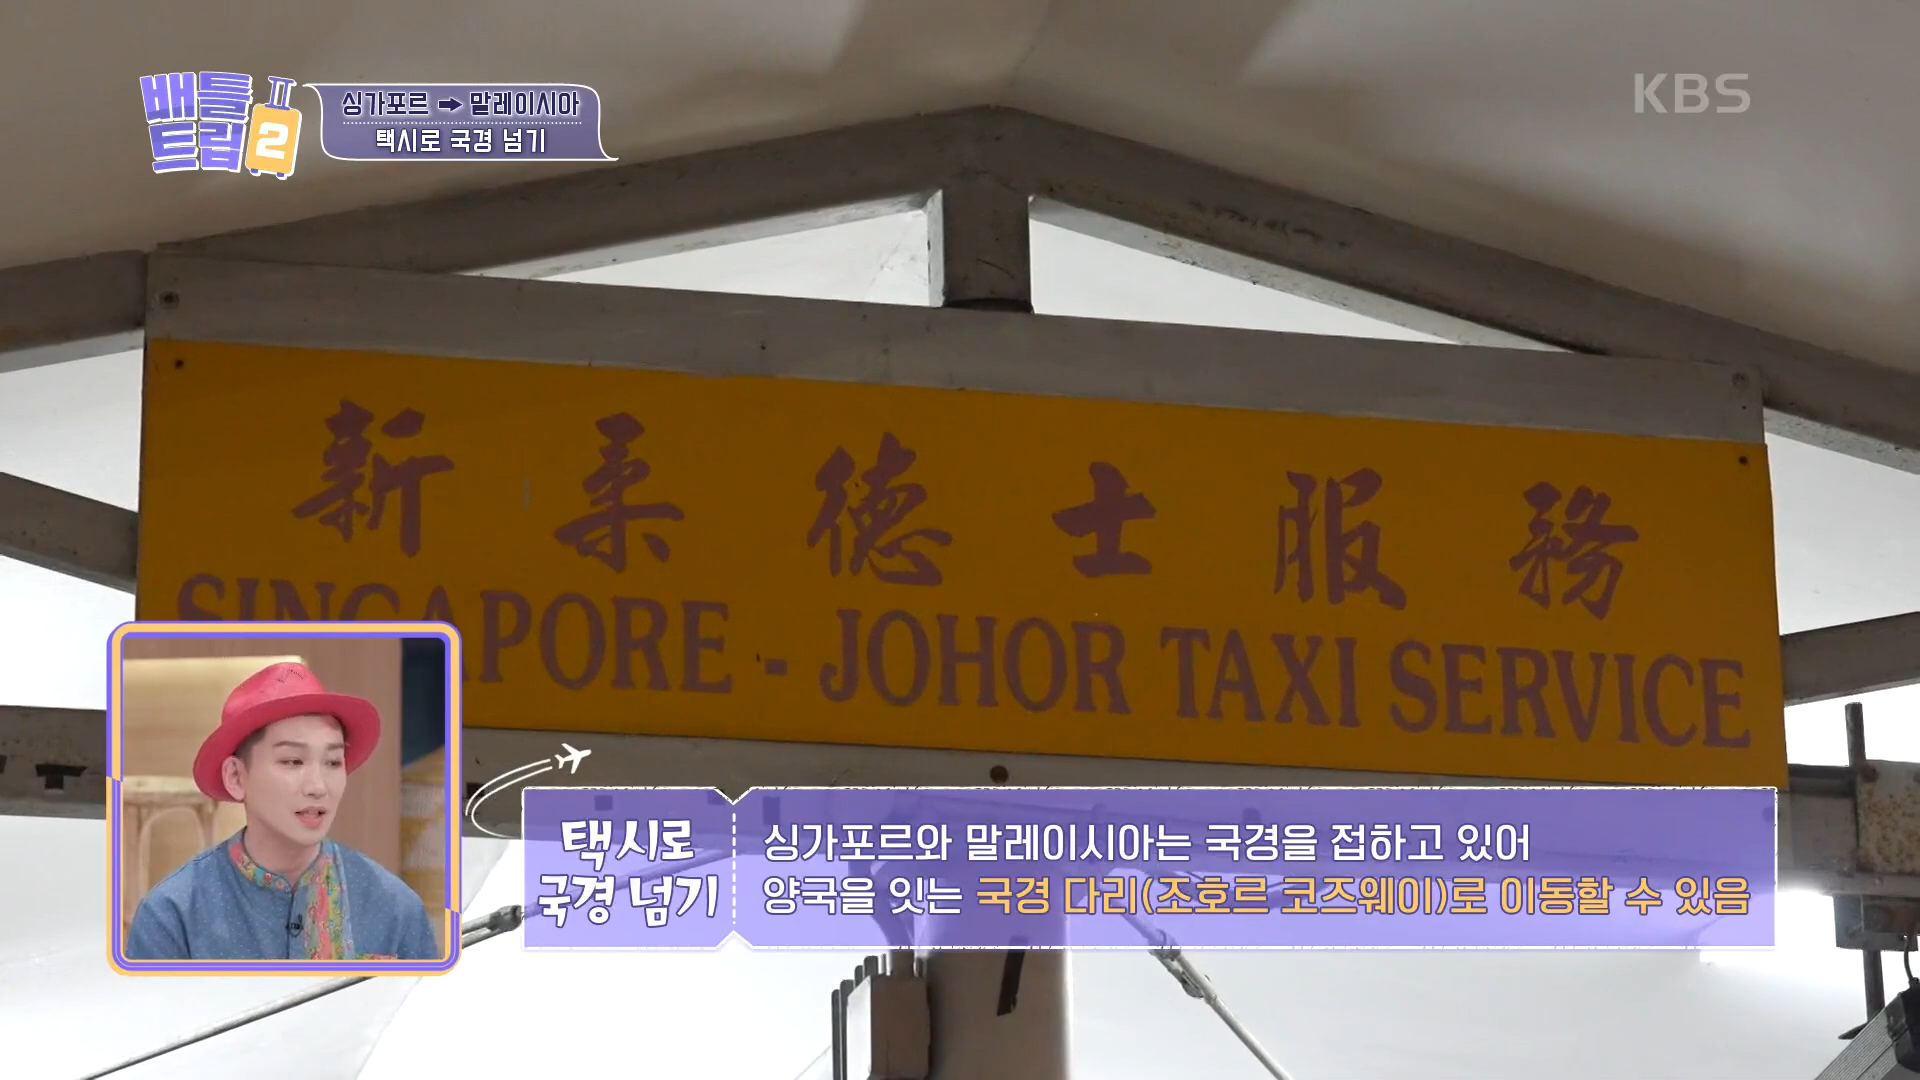 배틀
트립 2
싱가포르 ➡ 말레이시아
택시로 국경 넘기
KBS
新柔德士服務
SINGAPORE - JOHOR TAXI SERVICE
택시로
국경 넘기
싱가포르와 말레이시아는 국경을 접하고 있어
양국을 잇는 국경 다리(조호르 코즈웨이)로 이동할 수 있음